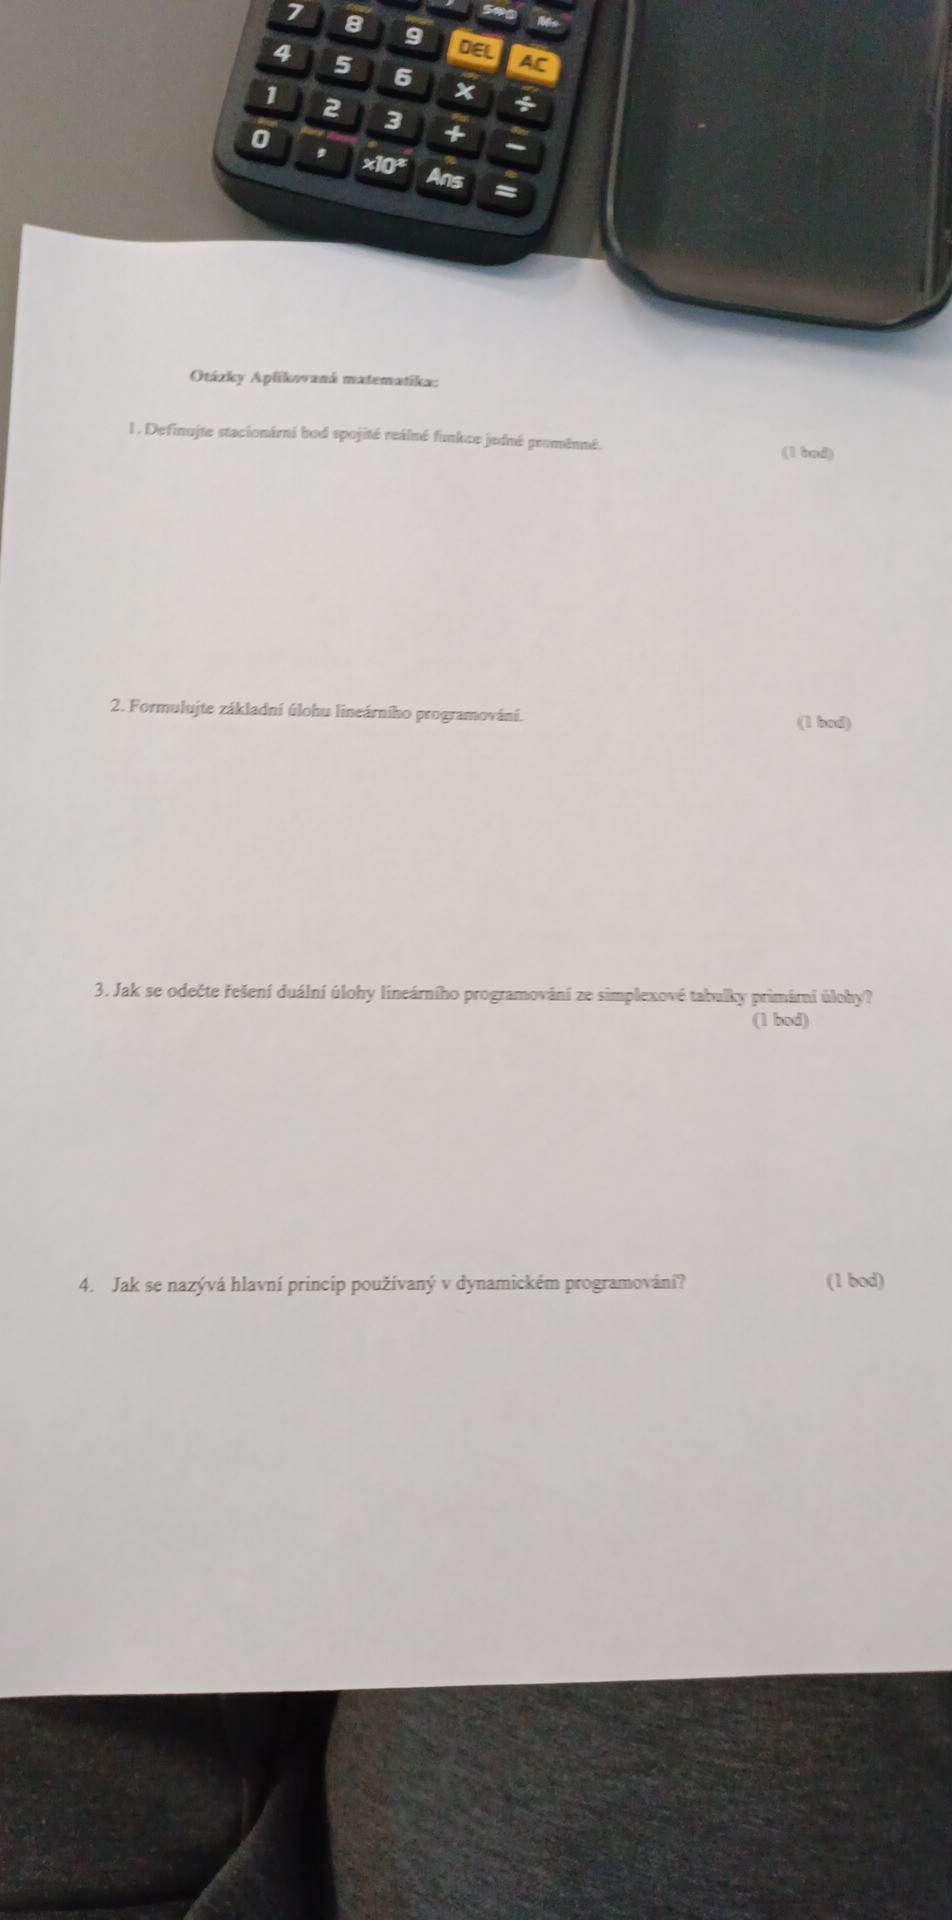 7 8 9 DEL AC
4 5 6 × ÷
1 2 3 + −
0 , ×10ˣ Ans =
S⇔D M+
Otázky Aplikovaná matematika:
1. Definujte stacionární bod spojité reálné funkce jedné proměnné.
(1 bod)
2. Formulujte základní úlohu lineárního programování.
(1 bod)
3. Jak se odečte řešení duální úlohy lineárního programování ze simplexové tabulky primární úlohy?
(1 bod)
4. Jak se nazývá hlavní princip používaný v dynamickém programování? (1 bod)